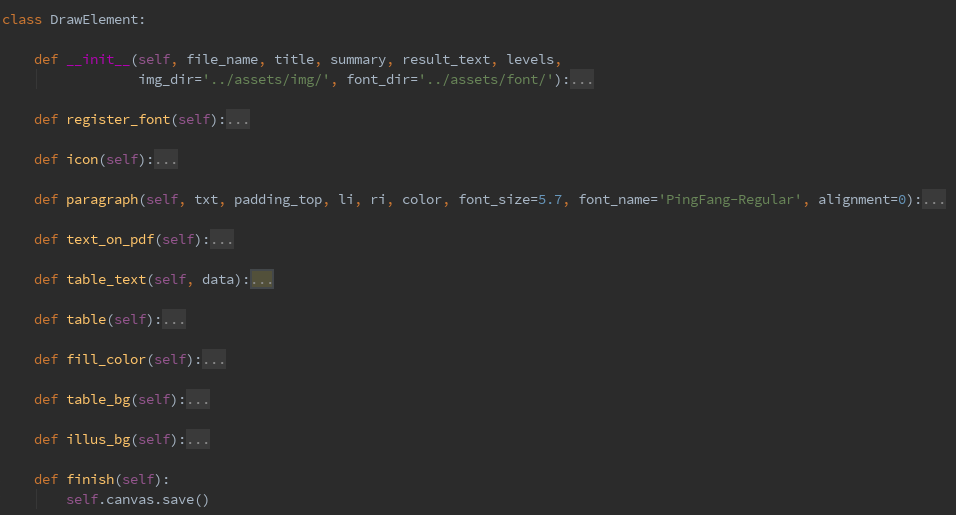 class DrawElement:
def __init__(self, file_name, title, summary, result_text, levels,
img_dir='../assets/img/', font_dir='../assets/font/'):...
def register_font(self):...
def icon(self):...
def paragraph(self, txt, padding_top, li, ri, color, font_size=5.7, font_name='PingFang-Regular', alignment=0):...
def text_on_pdf(self):...
def table_text(self, data):...
def table(self):...
def fill_color(self):...
def table_bg(self):...
def illus_bg(self):...
def finish(self):
self.canvas.save()